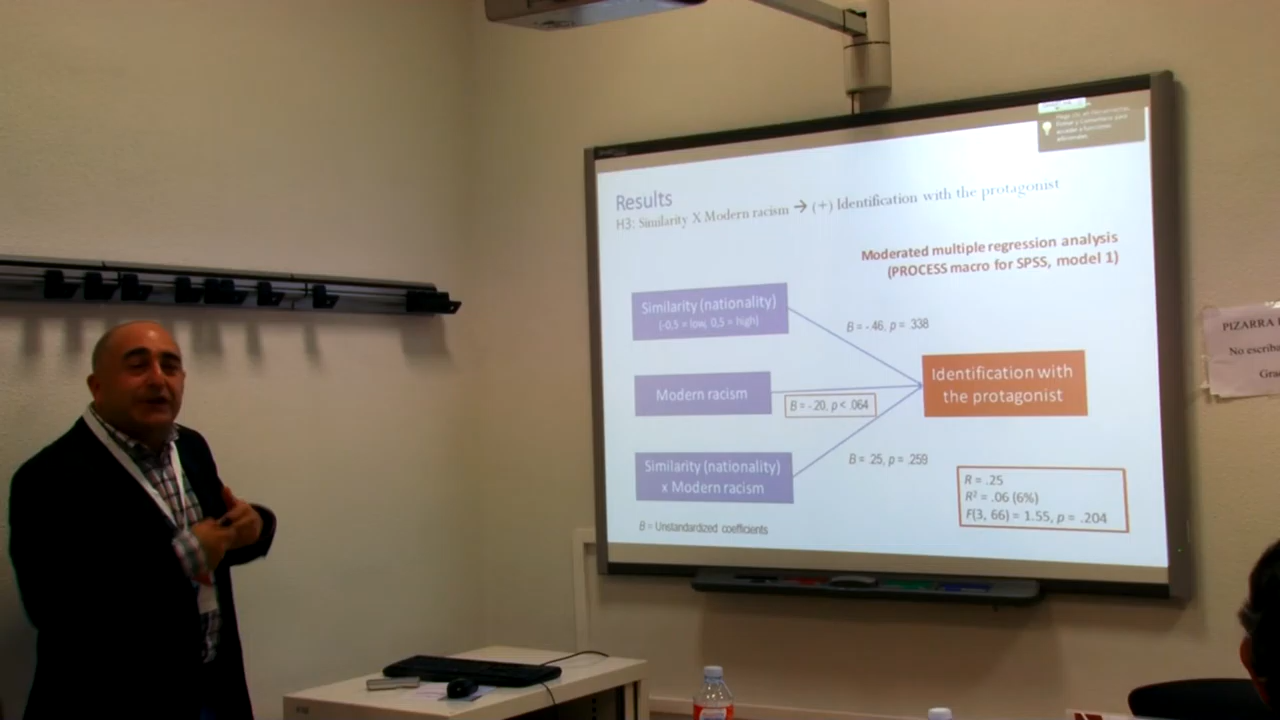 Results
H3: Similarity X Modern racism → (+) Identification with the protagonist
Moderated multiple regression analysis
(PROCESS macro for SPSS, model 1)
Similarity (nationality)
(-0,5 = low, 0,5 = high)
B = -.46, p = .338
Modern racism
B = -.20, p < .064
Identification with
the protagonist
Similarity (nationality)
x Modern racism
B = .25, p = .259
R = .25
R² = .06 (6%)
F(3, 66) = 1.55, p = .204
B = Unstandardized coefficients
PIZARRA
No escriba
Gra